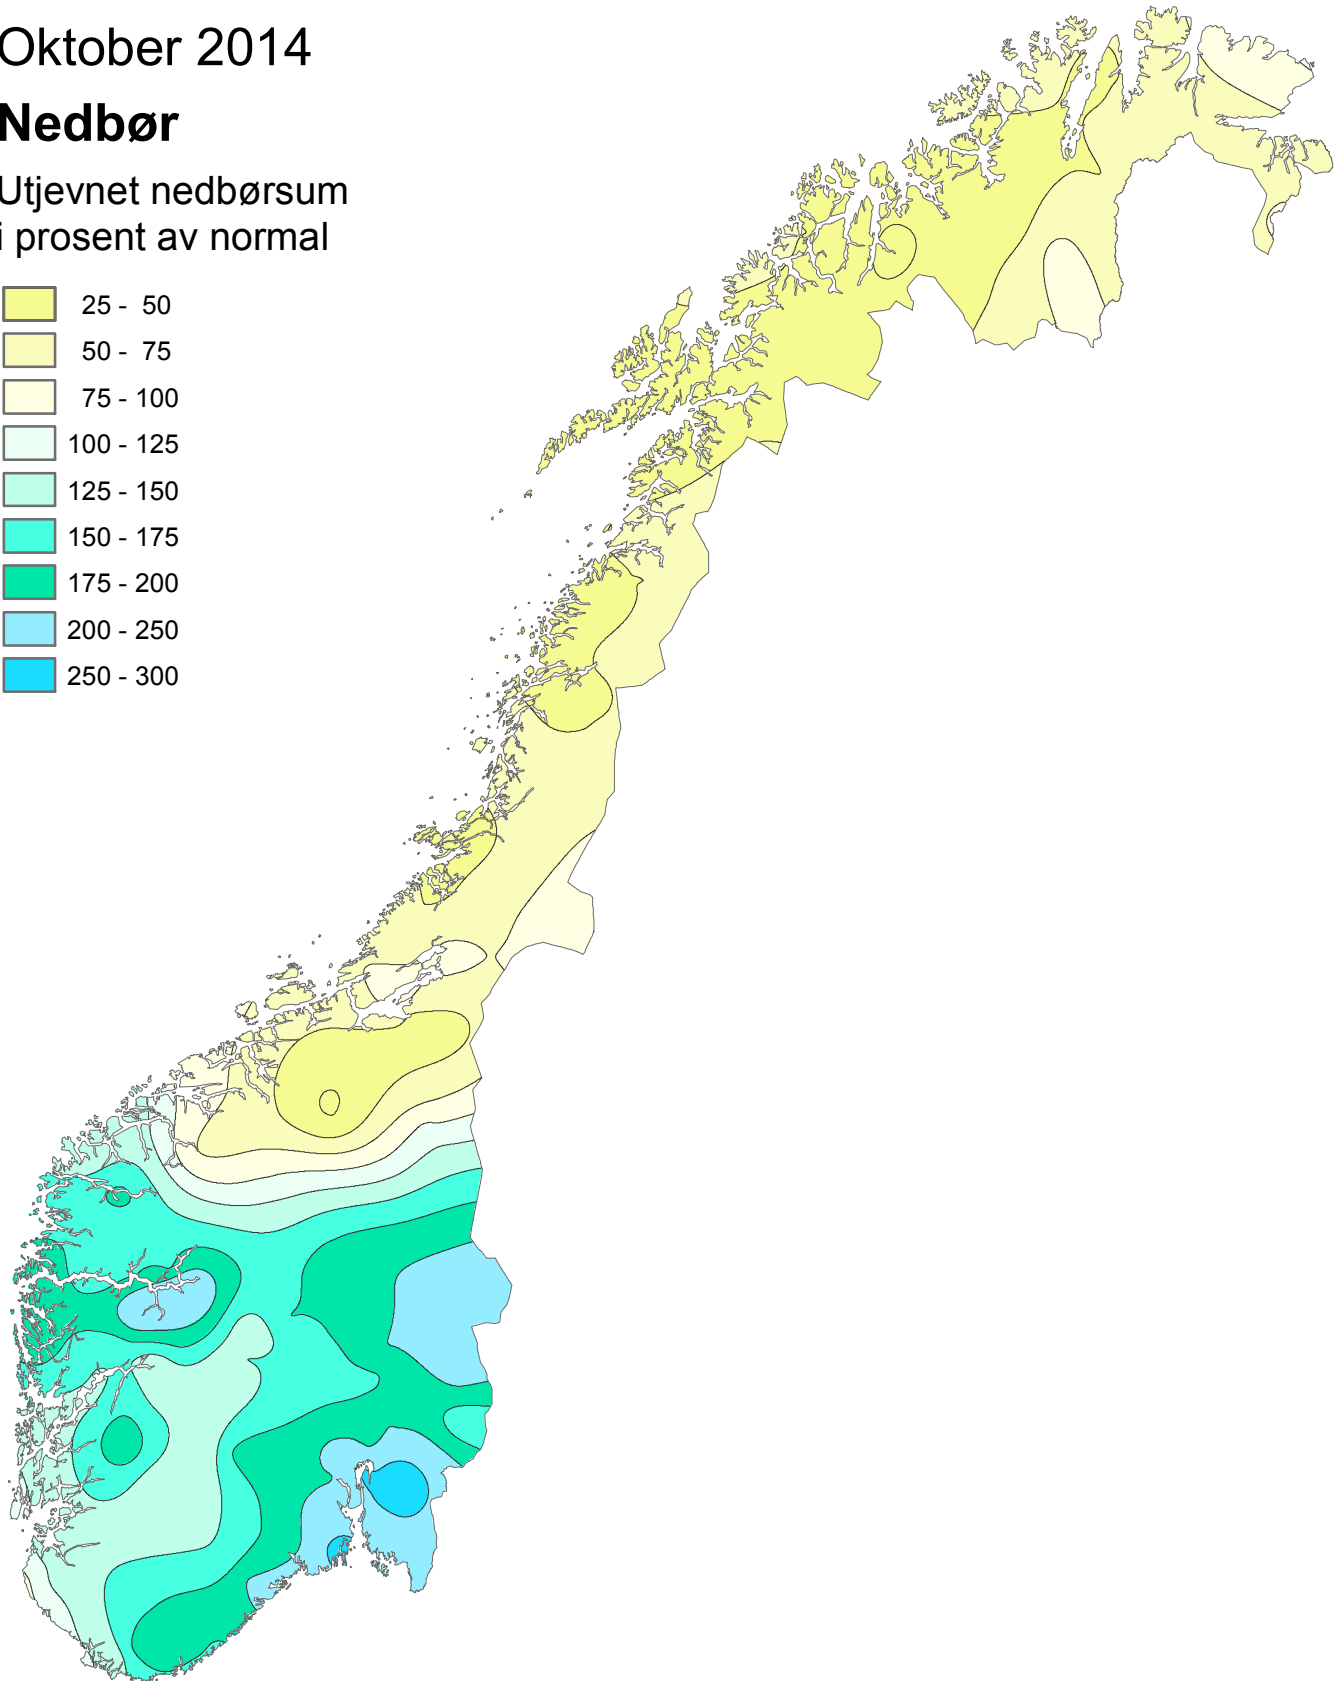 Oktober 2014
Nedbør
Utjevnet nedbørsum
i prosent av normal
25 - 50
50 - 75
75 - 100
100 - 125
125 - 150
150 - 175
175 - 200
200 - 250
250 - 300